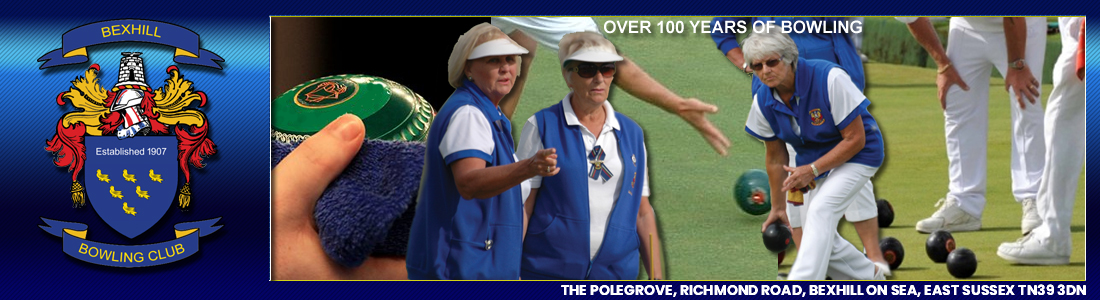 BEXHILL
Established 1907
BOWLING CLUB
OVER 100 YEARS OF BOWLING
THE POLEGROVE, RICHMOND ROAD, BEXHILL ON SEA, EAST SUSSEX TN39 3DN